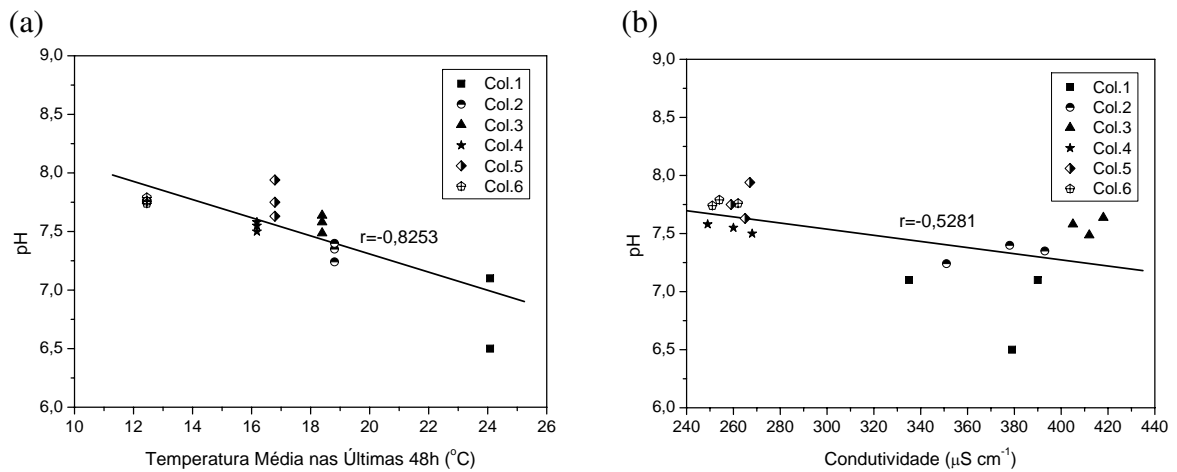 (a)
9,0
8,5
8,0
7,5
7,0
6,5
6,0
pH
Col.1
Col.2
Col.3
Col.4
Col.5
Col.6
r=-0,8253
10 12 14 16 18 20 22 24 26
Temperatura Média nas Últimas 48h (°C)
(b)
9,0
8,5
8,0
7,5
7,0
6,5
6,0
pH
Col.1
Col.2
Col.3
Col.4
Col.5
Col.6
r=-0,5281
240 260 280 300 320 340 360 380 400 420 440
Condutividade (μS cm⁻¹)